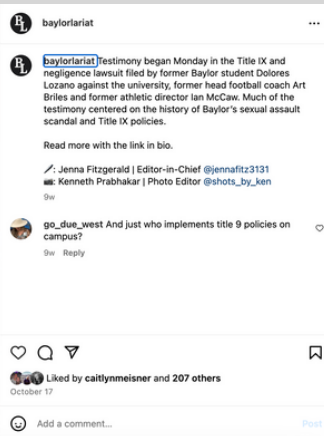 BL
baylorlariat
BL
baylorlariat Testimony began Monday in the Title IX and
negligence lawsuit filed by former Baylor student Dolores
Lozano against the university, former head football coach Art
Briles and former athletic director Ian McCaw. Much of the
testimony centered on the history of Baylor's sexual assault
scandal and Title IX policies.
Read more with the link in bio.
🖊: Jenna Fitzgerald | Editor-in-Chief @jennafitz3131
📷: Kenneth Prabhakar | Photo Editor @shots_by_ken
9w
go_due_west And just who implements title 9 policies on
campus?
9w Reply
Liked by caitlynmeisner and 207 others
October 17
Add a comment...
Post